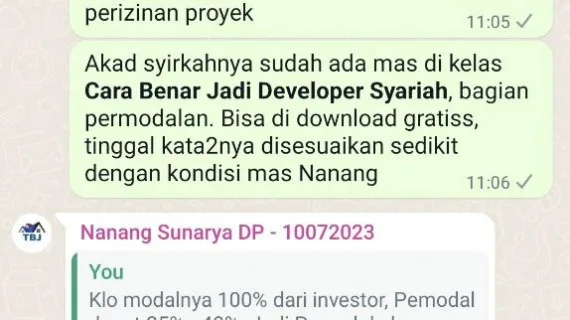 perizinan proyek
11:05
Akad syirkahnya sudah ada mas di kelas
Cara Benar Jadi Developer Syariah, bagian
permodalan. Bisa di download gratiss,
tinggal kata2nya disesuaikan sedikit
dengan kondisi mas Nanang
11:06
TBJ
Nanang Sunarya DP - 10072023
You
Klo modalnya 100% dari investor, Pemodal